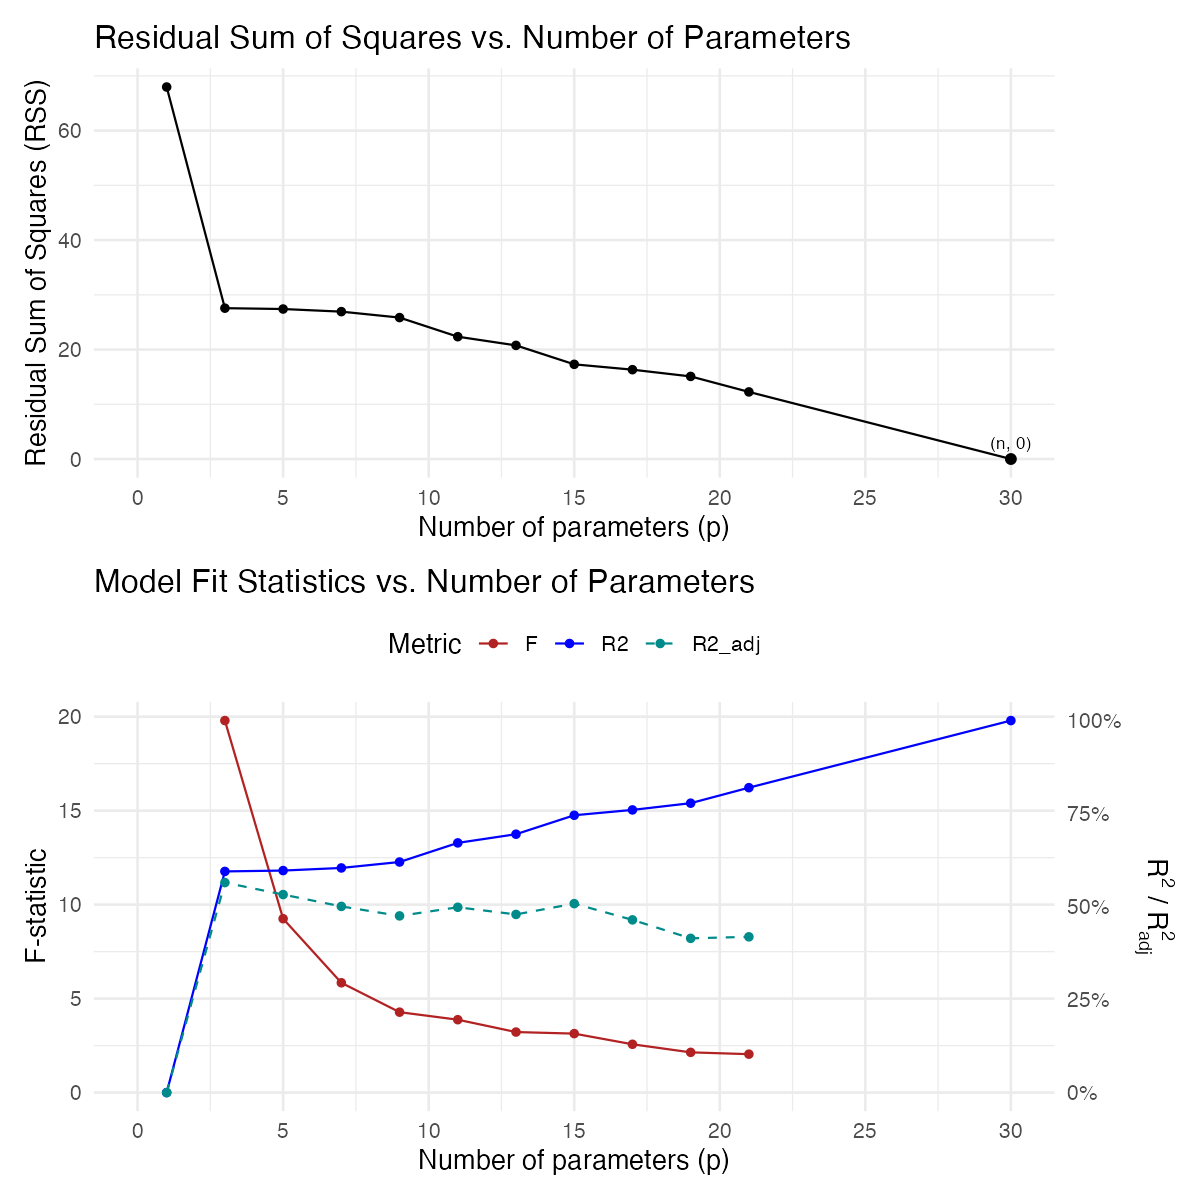 Residual Sum of Squares vs. Number of Parameters
Residual Sum of Squares (RSS)
60
40
20
0
(n, 0)
0 5 10 15 20 25 30
Number of parameters (p)
Model Fit Statistics vs. Number of Parameters
Metric F R2 R2_adj
F-statistic
20
15
10
5
0
100%
75%
50%
25%
0%
R² / R²adj
0 5 10 15 20 25 30
Number of parameters (p)